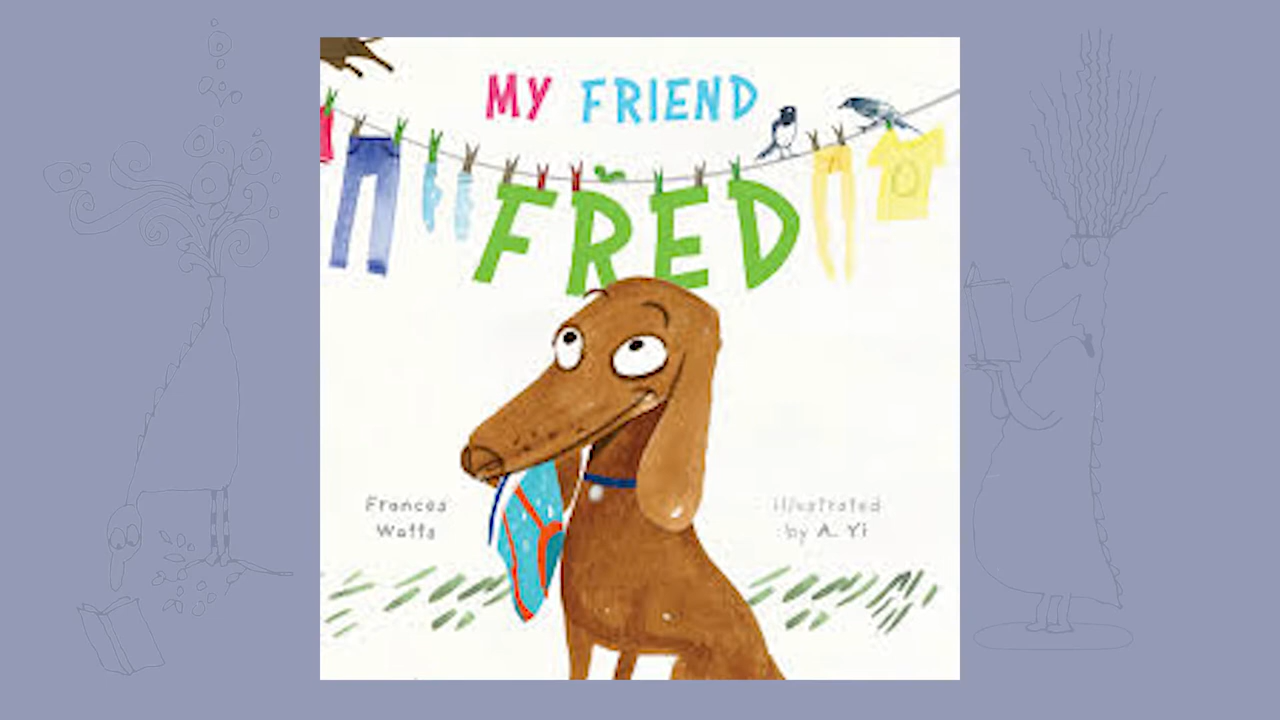 MY FRIEND
FRED
Frances
Watts
illustrated
by A. Yi